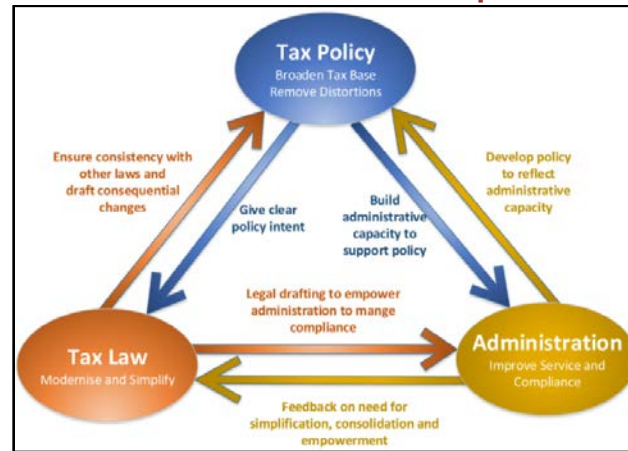 Tax Policy
Broaden Tax Base
Remove Distortions
Ensure consistency with
other laws and
draft consequential
changes
Give clear
policy intent
Build
administrative
capacity to
support policy
Develop policy
to reflect
administrative
capacity
Legal drafting to empower
administration to mange
compliance
Tax Law
Modernise and Simplify
Administration
Improve Service and
Compliance
Feedback on need for
simplification, consolidation and
empowerment